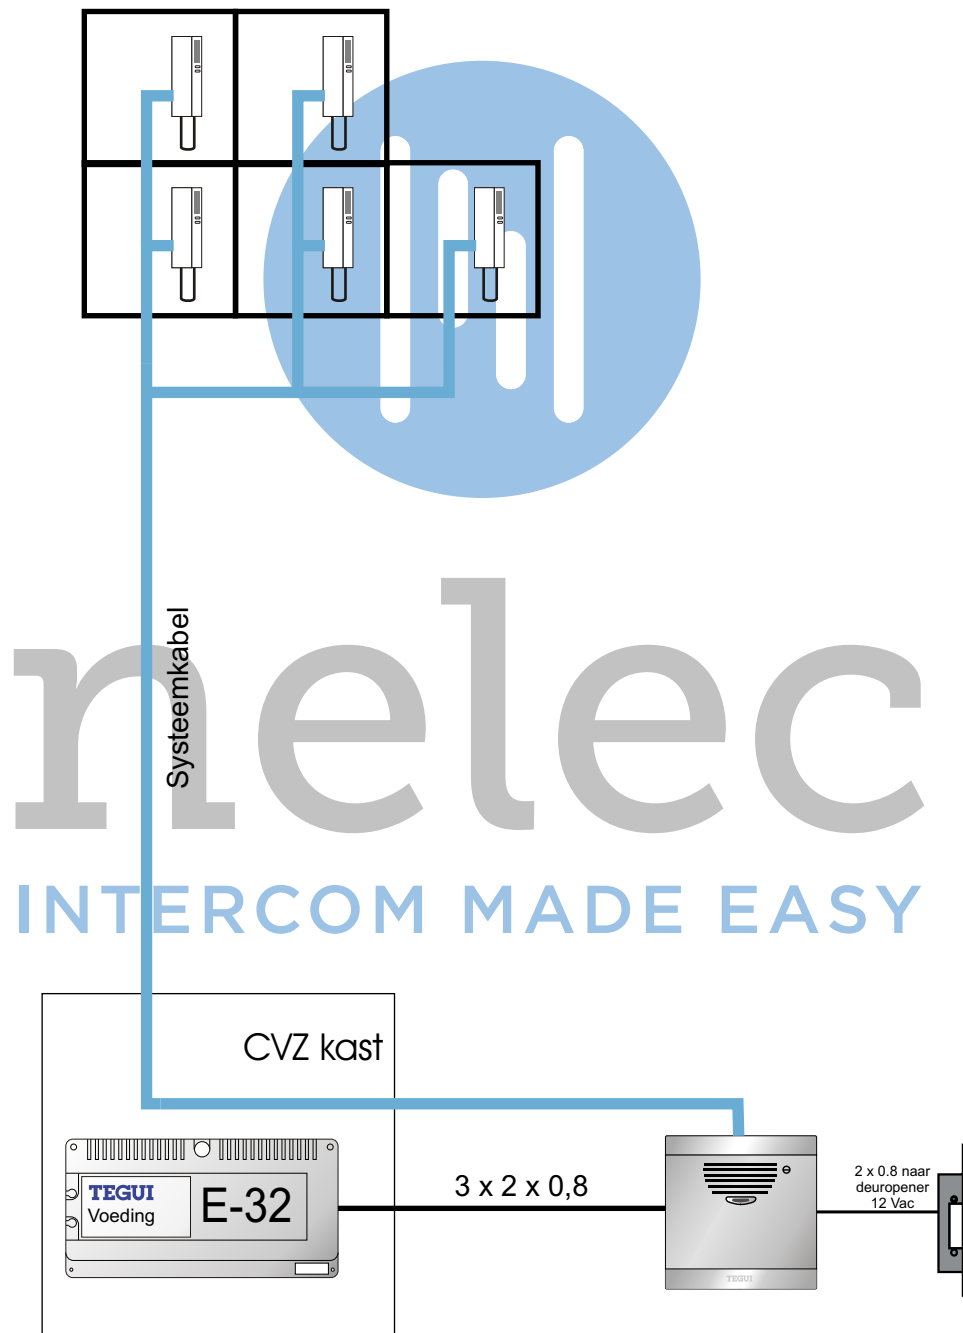 Systeemkabel
nelec
INTERCOM MADE EASY
CVZ kast
TEGUI
Voeding
E-32
3 x 2 x 0,8
2 x 0.8 naar
deuropener
12 Vac
TEGUI